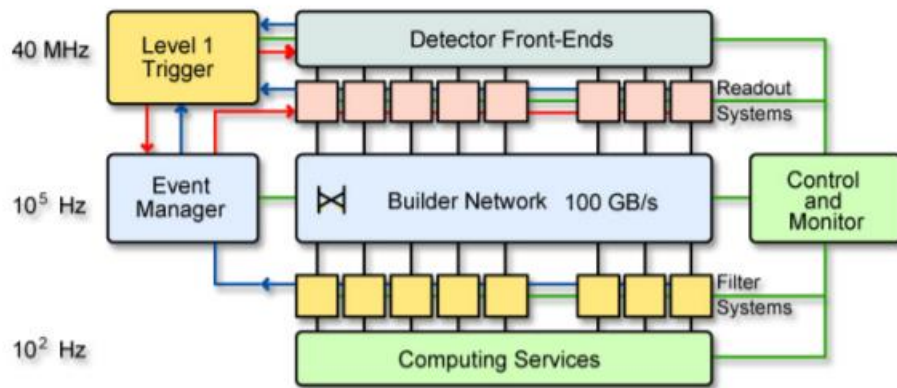 40 MHz
Level 1
Trigger
Detector Front-Ends
Readout
Systems
10⁵ Hz
Event
Manager
Builder Network 100 GB/s
Control
and
Monitor
Filter
Systems
10² Hz
Computing Services